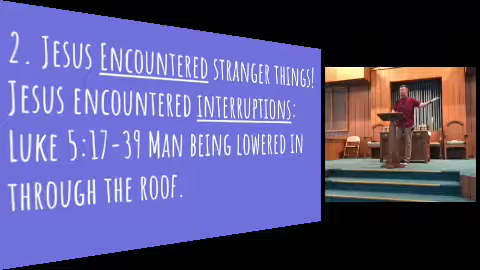 2. Jesus Encountered stranger things!
Jesus encountered interruptions:
Luke 5:17-39 Man being lowered in
through the roof.